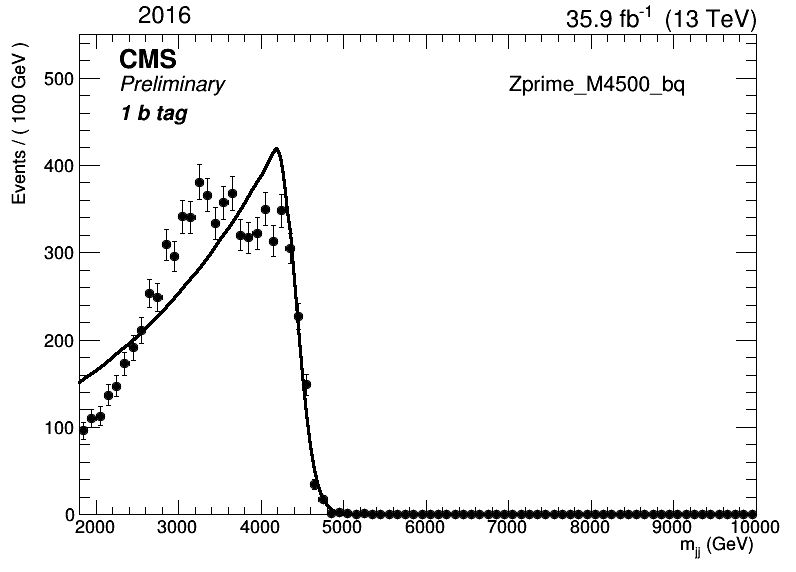 2016 35.9 fb⁻¹ (13 TeV)
CMS
Preliminary
Zprime_M4500_bq
1 b tag
Events / ( 100 GeV )
500
400
300
200
100
0
2000 3000 4000 5000 6000 7000 8000 9000 10000
m_jj (GeV)